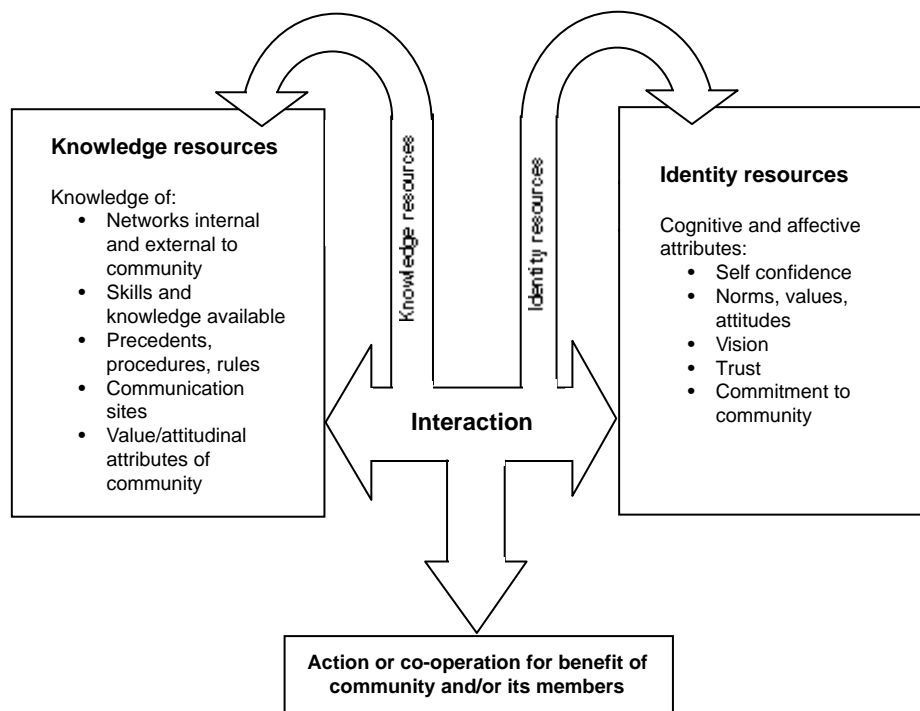 Knowledge resources
Knowledge of:
• Networks internal
and external to
community
• Skills and
knowledge available
• Precedents,
procedures, rules
• Communication
sites
• Value/attitudinal
attributes of
community
Knowledge resources
Identity resources
Interaction
Identity resources
Cognitive and affective
attributes:
• Self confidence
• Norms, values,
attitudes
• Vision
• Trust
• Commitment to
community
Action or co-operation for benefit of
community and/or its members